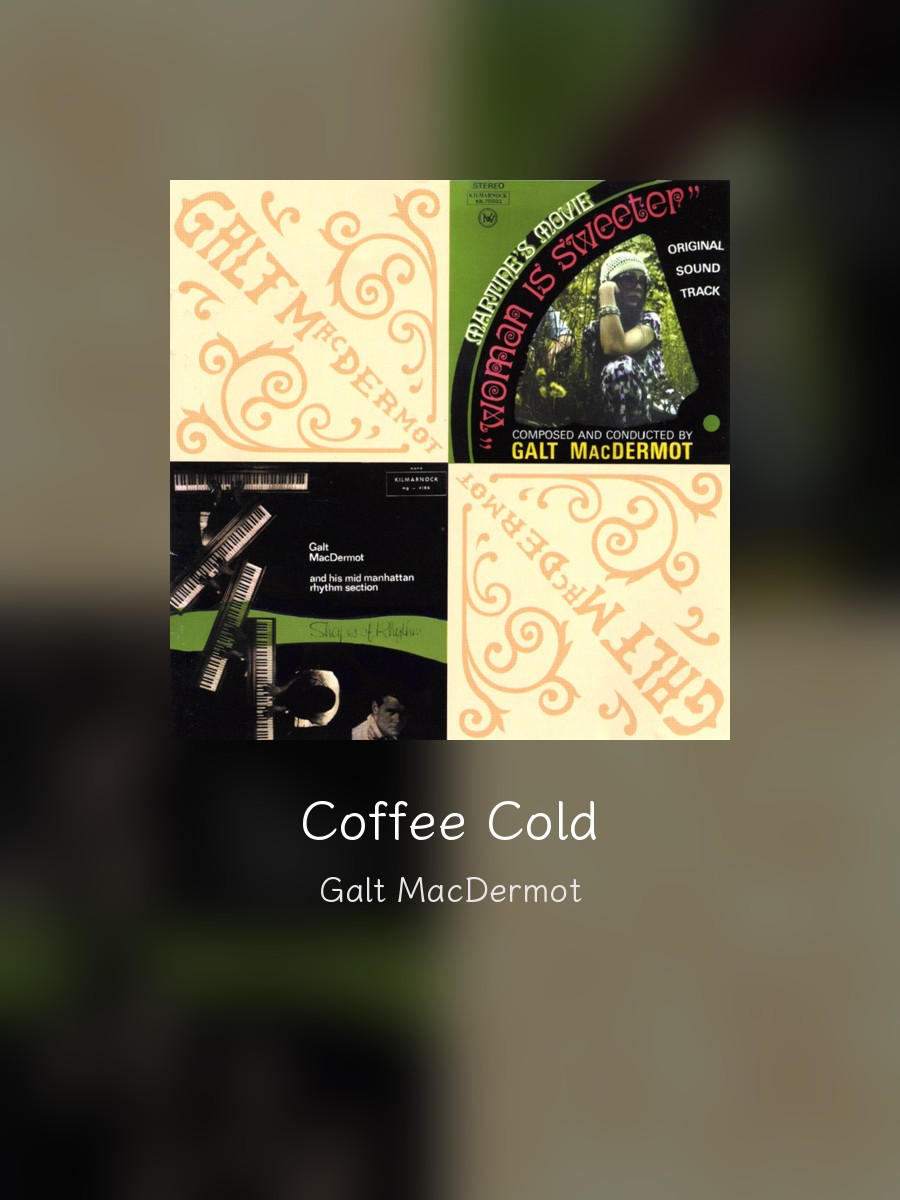 GALT MACDERMOT
STEREO
KILMARNOCK
MARTINE'S MOVIE
"WOMAN IS SWEETER"
ORIGINAL
SOUND
TRACK
COMPOSED AND CONDUCTED BY
GALT MACDERMOT
KILMARNOCK
Galt
MacDermot
and his mid manhattan
rhythm section
Shapes of Rhythm
GALT MACDERMOT
Coffee Cold
Galt MacDermot